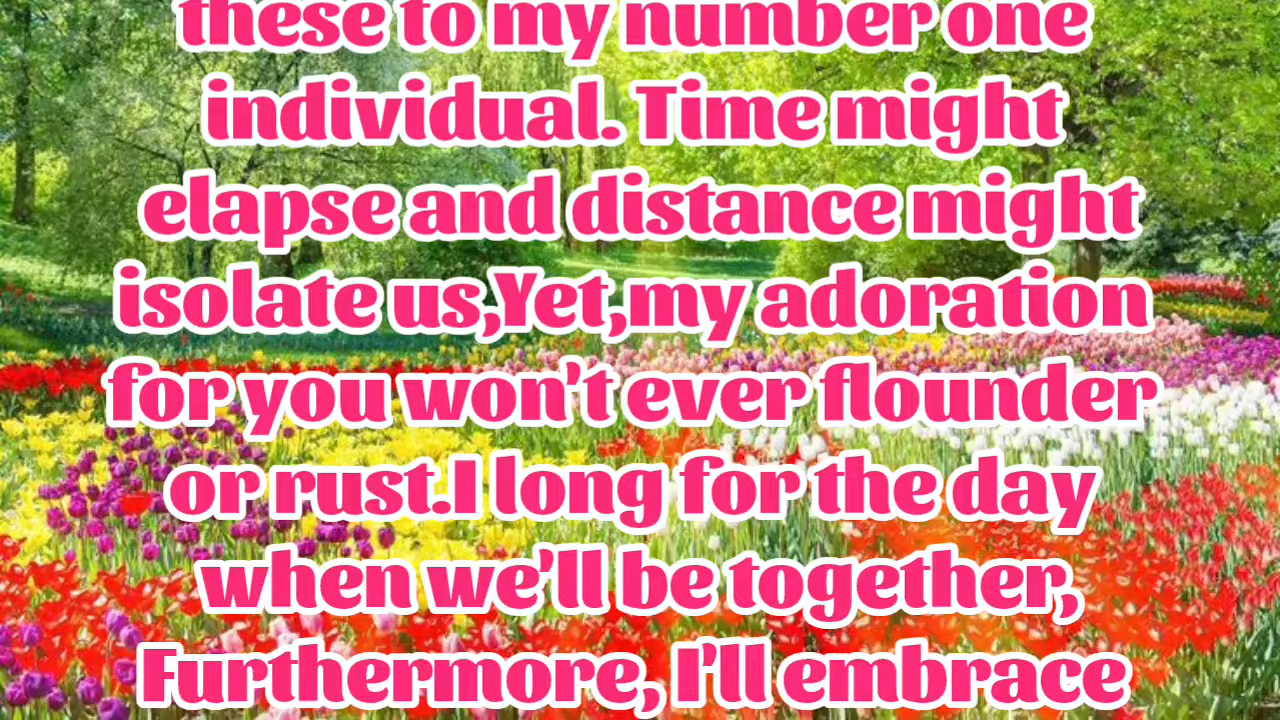 these to my number one
individual. Time might
elapse and distance might
isolate us,Yet,my adoration
for you won't ever flounder
or rust.I long for the day
when we'll be together,
Furthermore, I'll embrace